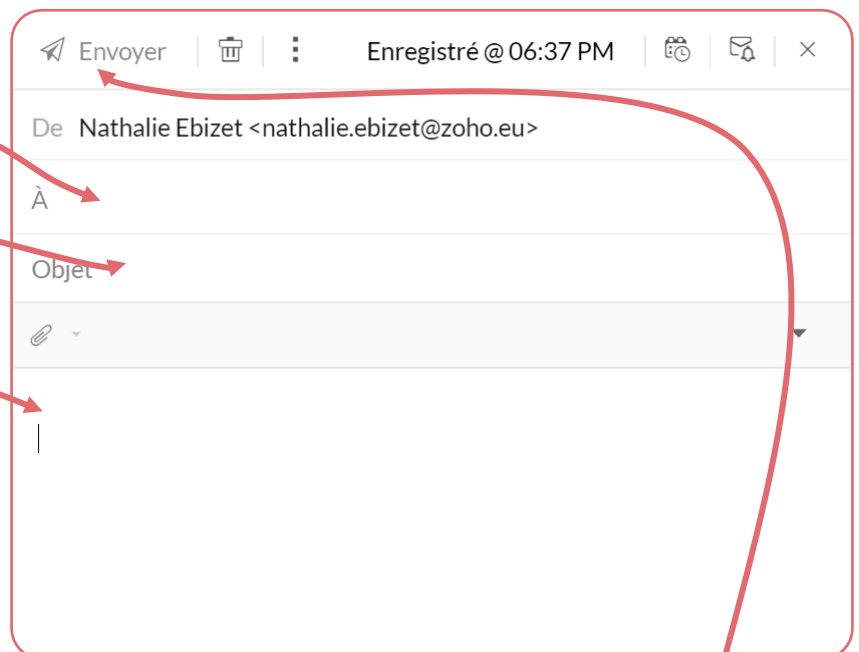 Envoyer Enregistré @ 06:37 PM
De Nathalie Ebizet <nathalie.ebizet@zoho.eu>
À
Objet